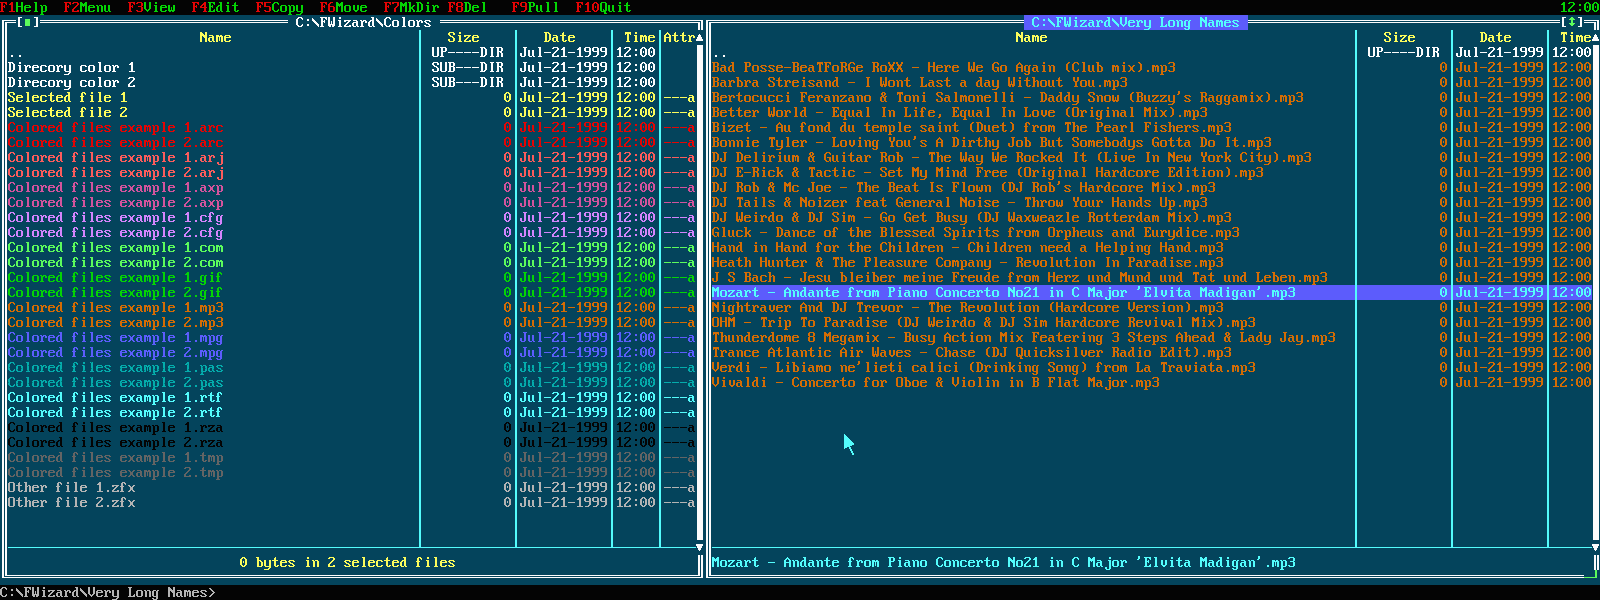 F1Help F2Menu F3View F4Edit F5Copy F6Move F7MkDir F8Del F9Pull F10Quit 12:00
C:\FWizard\Colors
Name Size Date Time Attr
.. UP----DIR Jul-21-1999 12:00
Direcory color 1 SUB---DIR Jul-21-1999 12:00
Direcory color 2 SUB---DIR Jul-21-1999 12:00
Selected file 1 0 Jul-21-1999 12:00 ---a
Selected file 2 0 Jul-21-1999 12:00 ---a
Colored files example 1.arc 0 Jul-21-1999 12:00 ---a
Colored files example 2.arc 0 Jul-21-1999 12:00 ---a
Colored files example 1.arj 0 Jul-21-1999 12:00 ---a
Colored files example 2.arj 0 Jul-21-1999 12:00 ---a
Colored files example 1.axp 0 Jul-21-1999 12:00 ---a
Colored files example 2.axp 0 Jul-21-1999 12:00 ---a
Colored files example 1.cfg 0 Jul-21-1999 12:00 ---a
Colored files example 2.cfg 0 Jul-21-1999 12:00 ---a
Colored files example 1.com 0 Jul-21-1999 12:00 ---a
Colored files example 2.com 0 Jul-21-1999 12:00 ---a
Colored files example 1.gif 0 Jul-21-1999 12:00 ---a
Colored files example 2.gif 0 Jul-21-1999 12:00 ---a
Colored files example 1.mp3 0 Jul-21-1999 12:00 ---a
Colored files example 2.mp3 0 Jul-21-1999 12:00 ---a
Colored files example 1.mpg 0 Jul-21-1999 12:00 ---a
Colored files example 2.mpg 0 Jul-21-1999 12:00 ---a
Colored files example 1.pas 0 Jul-21-1999 12:00 ---a
Colored files example 2.pas 0 Jul-21-1999 12:00 ---a
Colored files example 1.rtf 0 Jul-21-1999 12:00 ---a
Colored files example 2.rtf 0 Jul-21-1999 12:00 ---a
Colored files example 1.rza 0 Jul-21-1999 12:00 ---a
Colored files example 2.rza 0 Jul-21-1999 12:00 ---a
Colored files example 1.tmp 0 Jul-21-1999 12:00 ---a
Colored files example 2.tmp 0 Jul-21-1999 12:00 ---a
Other file 1.zfx 0 Jul-21-1999 12:00 ---a
Other file 2.zfx 0 Jul-21-1999 12:00 ---a
0 bytes in 2 selected files
C:\FWizard\Very Long Names
Name Size Date Time
.. UP----DIR Jul-21-1999 12:00
Bad Posse-BeaTFoRGe RoXX - Here We Go Again (Club mix).mp3 0 Jul-21-1999 12:00
Barbra Streisand - I Wont Last a day Without You.mp3 0 Jul-21-1999 12:00
Bertocucci Feranzano & Toni Salmonelli - Daddy Snow (Buzzy's Raggamix).mp3 0 Jul-21-1999 12:00
Better World - Equal In Life, Equal In Love (Original Mix).mp3 0 Jul-21-1999 12:00
Bizet - Au fond du temple saint (Duet) from The Pearl Fishers.mp3 0 Jul-21-1999 12:00
Bonnie Tyler - Loving You's A Dirthy Job But Somebodys Gotta Do It.mp3 0 Jul-21-1999 12:00
DJ Delirium & Guitar Rob - The Way We Rocked It (Live In New York City).mp3 0 Jul-21-1999 12:00
DJ E-Rick & Tactic - Set My Mind Free (Original Hardcore Edition).mp3 0 Jul-21-1999 12:00
DJ Rob & Mc Joe - The Beat Is Flown (DJ Rob's Hardcore Mix).mp3 0 Jul-21-1999 12:00
DJ Tails & Noizer feat General Noise - Throw Your Hands Up.mp3 0 Jul-21-1999 12:00
DJ Weirdo & DJ Sim - Go Get Busy (DJ Waxweazle Rotterdam Mix).mp3 0 Jul-21-1999 12:00
Gluck - Dance of the Blessed Spirits from Orpheus and Eurydice.mp3 0 Jul-21-1999 12:00
Hand in Hand for the Children - Children need a Helping Hand.mp3 0 Jul-21-1999 12:00
Heath Hunter & The Pleasure Company - Revolution In Paradise.mp3 0 Jul-21-1999 12:00
J S Bach - Jesu bleiber meine Freude from Herz und Mund und Tat und Leben.mp3 0 Jul-21-1999 12:00
Mozart - Andante from Piano Concerto No21 in C Major 'Elvita Madigan'.mp3 0 Jul-21-1999 12:00
Nightraver And DJ Trevor - The Revolution (Hardcore Version).mp3 0 Jul-21-1999 12:00
OHM - Trip To Paradise (DJ Weirdo & DJ Sim Hardcore Revival Mix).mp3 0 Jul-21-1999 12:00
Thunderdome 8 Megamix - Busy Action Mix Featering 3 Steps Ahead & Lady Jay.mp3 0 Jul-21-1999 12:00
Trance Atlantic Air Waves - Chase (DJ Quicksilver Radio Edit).mp3 0 Jul-21-1999 12:00
Verdi - Libiamo ne'lieti calici (Drinking Song) from La Traviata.mp3 0 Jul-21-1999 12:00
Vivaldi - Concerto for Oboe & Violin in B Flat Major.mp3 0 Jul-21-1999 12:00
Mozart - Andante from Piano Concerto No21 in C Major 'Elvita Madigan'.mp3
C:\FWizard\Very Long Names>